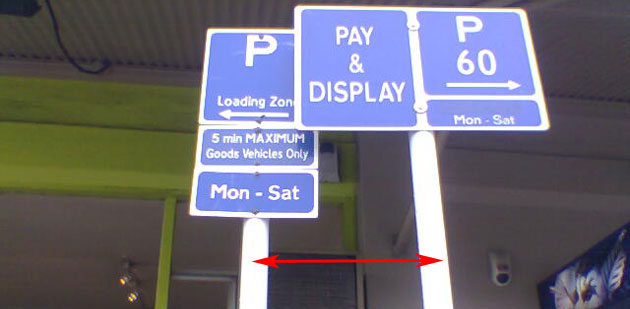 P
Loading Zone
5 min MAXIMUM
Goods Vehicles Only
Mon - Sat
PAY
&
DISPLAY
P
60
Mon - Sat